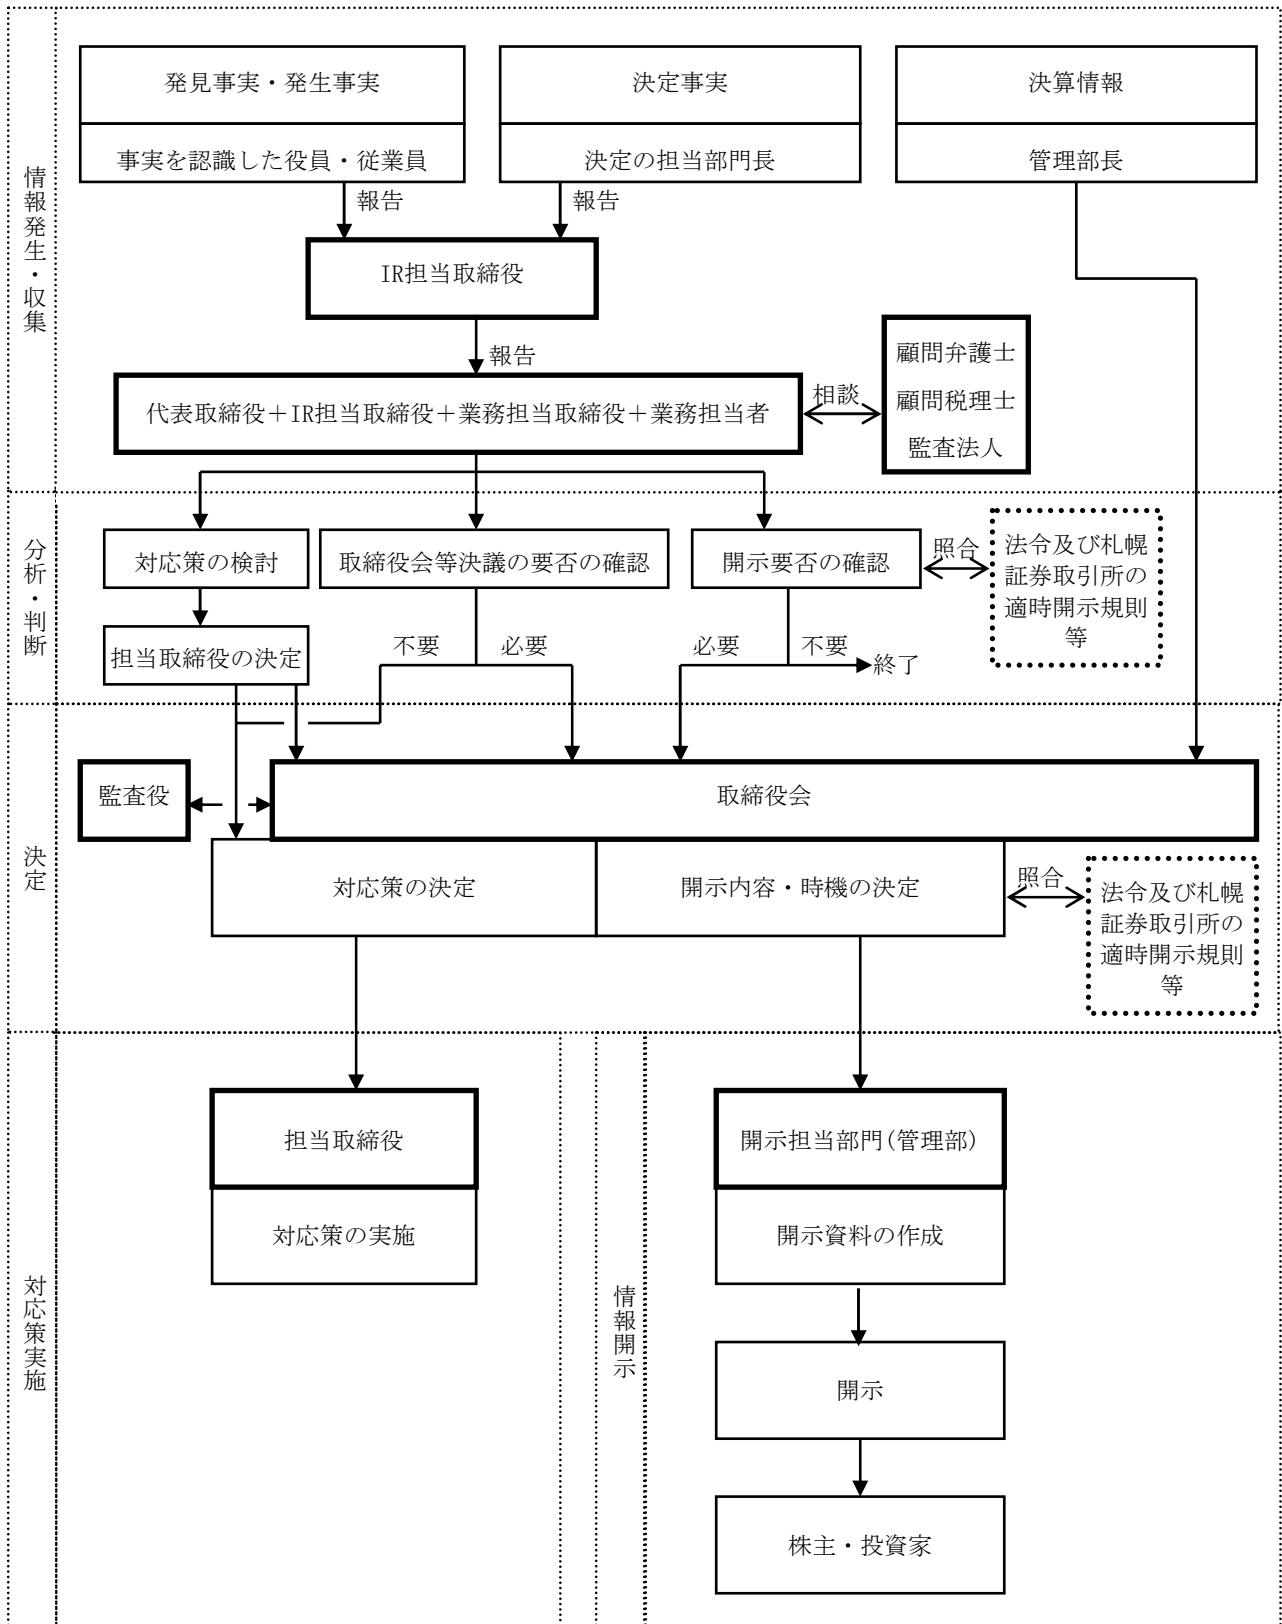 情報発生・収集
発見事実・発生事実
事実を認識した役員・従業員
決定事実
決定の担当部門長
決算情報
管理部長
報告
報告
IR担当取締役
報告
代表取締役+IR担当取締役+業務担当取締役+業務担当者
相談
顧問弁護士
顧問税理士
監査法人
分析・判断
対応策の検討
取締役会等決議の要否の確認
開示要否の確認
照合
法令及び札幌
証券取引所の
適時開示規則
等
担当取締役の決定
不要
必要
必要
不要
終了
決定
監査役
取締役会
対応策の決定
開示内容・時機の決定
照合
法令及び札幌
証券取引所の
適時開示規則
等
対応策実施
担当取締役
対応策の実施
情報開示
開示担当部門(管理部)
開示資料の作成
開示
株主・投資家